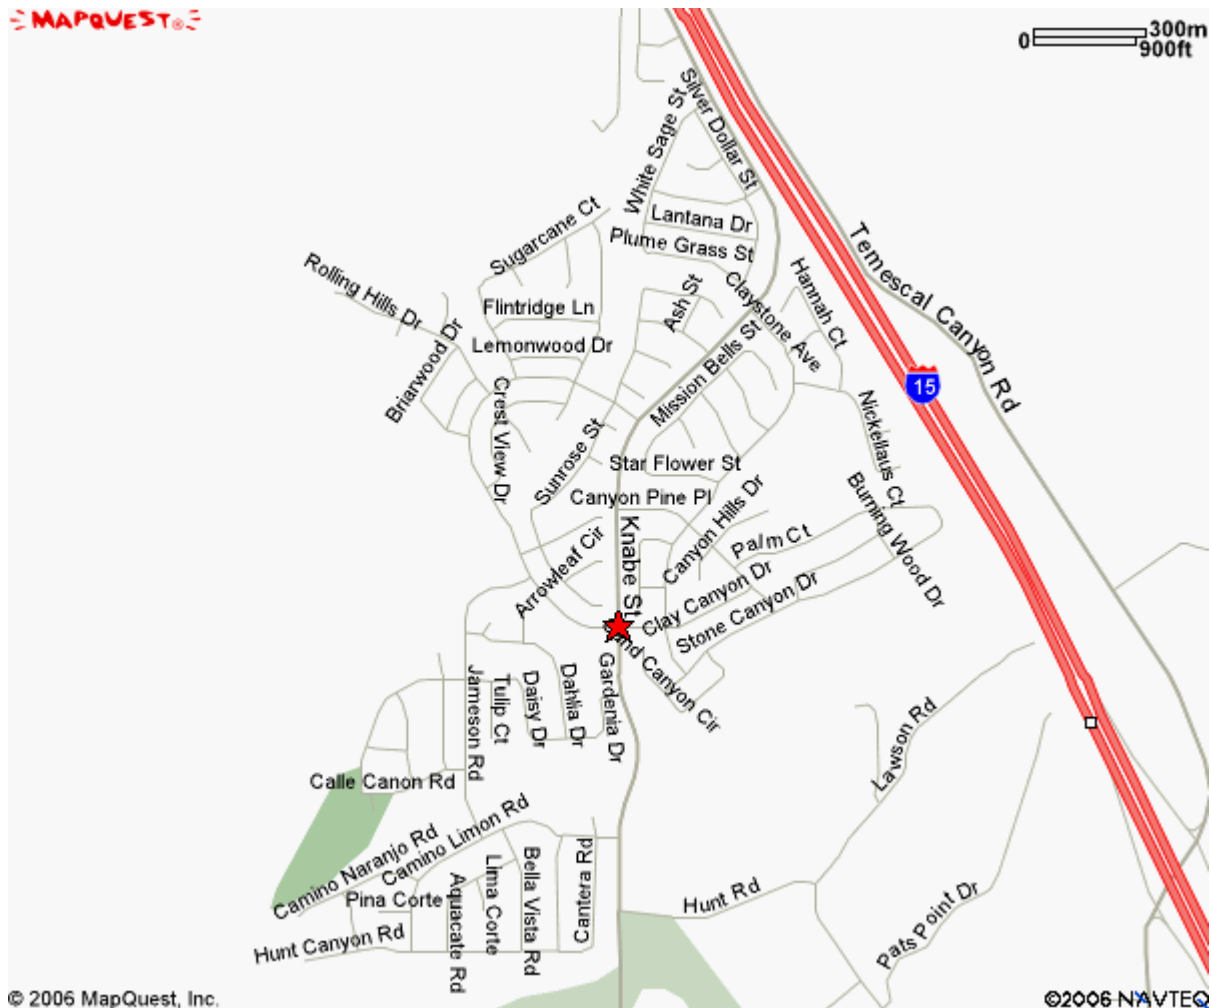 MAPQUEST®
0 300m
900ft
Silver Dollar St
White Sage St
Lantana Dr
Plume Grass St
Sugarcane Ct
Temescal Canyon Rd
Rolling Hills Dr
Hannah Ct
Claystone Ave
Ash St
Flintridge Ln
Briarwood Dr
Lemonwood Dr
Mission Bells St
15
Crest View Dr
Nickellaus Ct
Sunrose St
Star Flower St
Canyon Pine Pl
Canyon Hills Dr
Burning Wood Dr
Knabe St
Palm Ct
Arrowleaf Cir
Clay Canyon Dr
Stone Canyon Dr
Canyon Cir
Gardenia Dr
Jameson Rd
Tulip Ct
Daisy Dr
Dahlia Dr
Lawson Rd
Calle Canon Rd
Camino Naranjo Rd
Camino Limon Rd
Pina Corte
Aquacate Rd
Lima Corte
Bella Vista Rd
Cantera Rd
Hunt Rd
Pats Point Dr
Hunt Canyon Rd
© 2006 MapQuest, Inc.
©2006 NAVTEQ